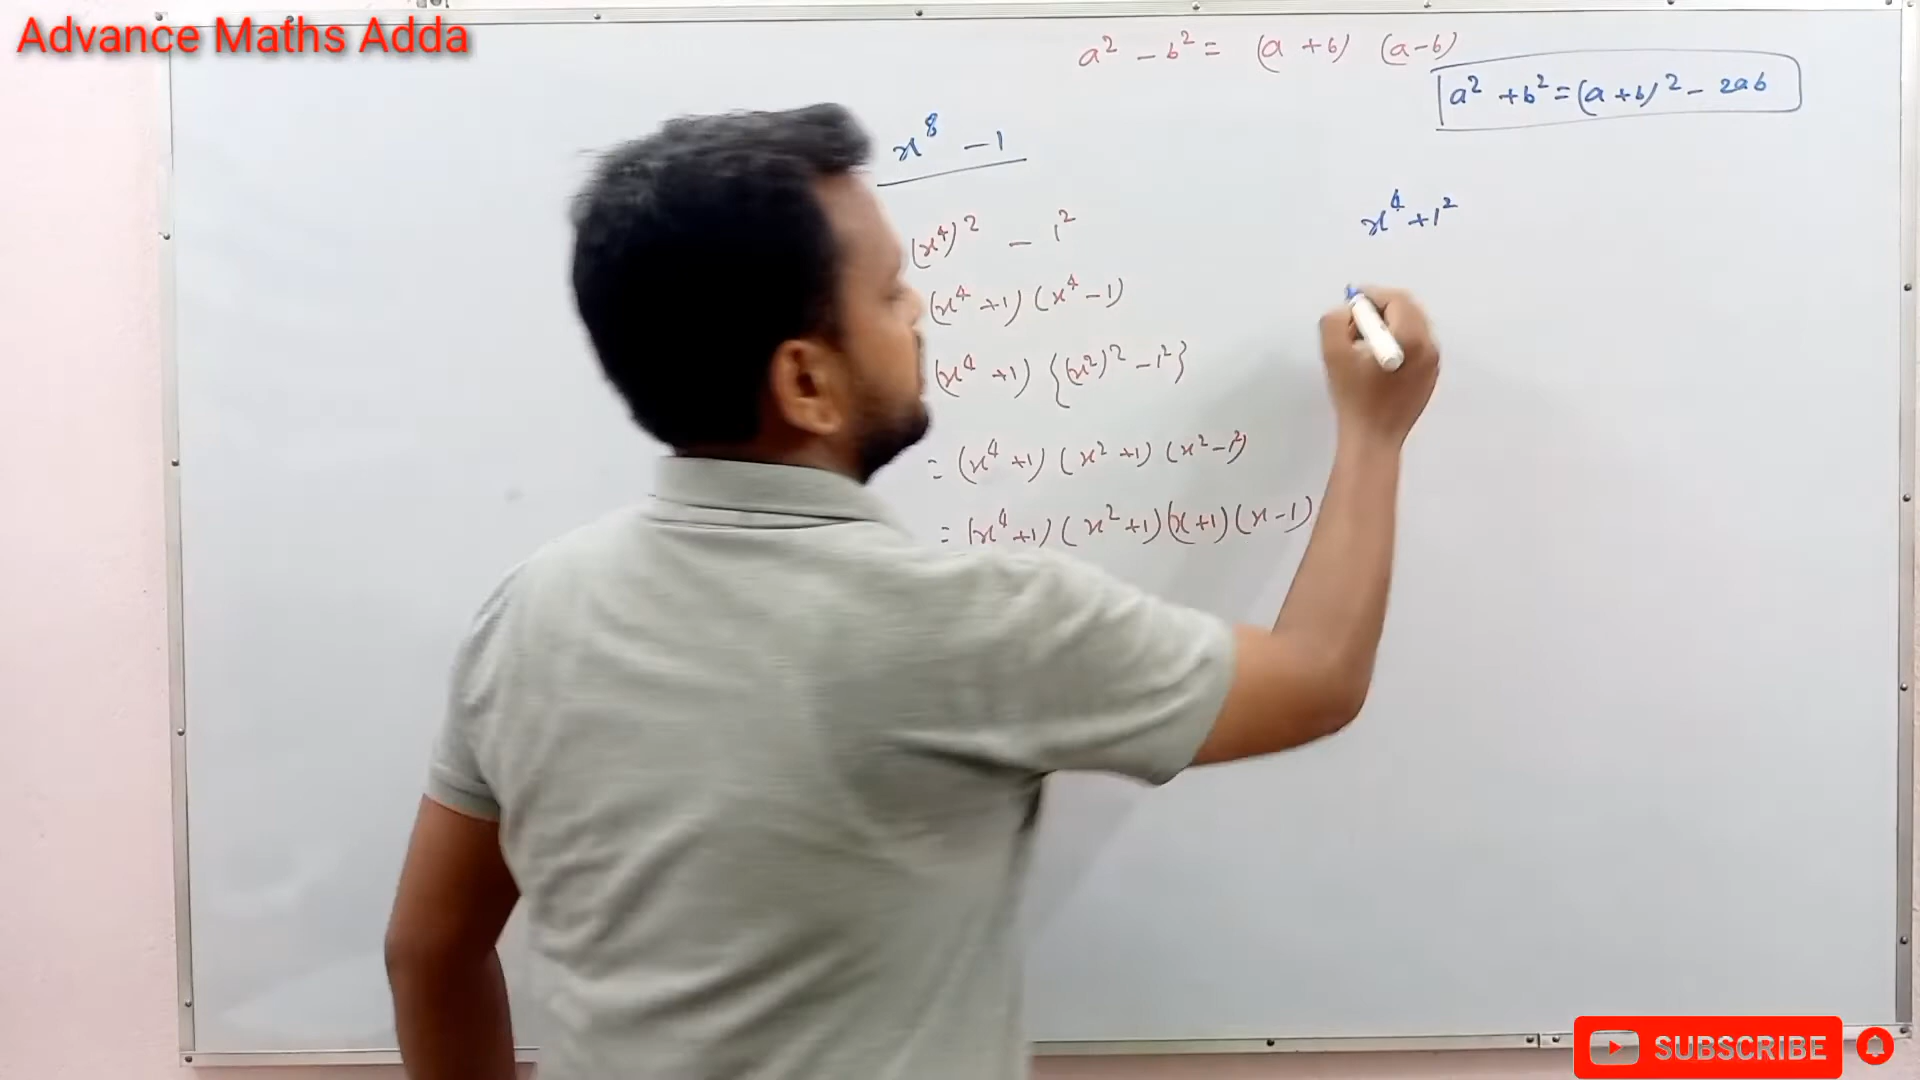 Advance Maths Adda
a² - b² = (a + b) (a-b)
a² + b² = (a + b)² - 2ab
x⁸ - 1
(x⁴)² - 1²
x⁴ + 1²
(x⁴ + 1) (x⁴ - 1)
(x⁴ + 1) {(x²)² - 1²}
= (x⁴ + 1) (x² + 1) (x² - 1²)
= (x⁴ + 1) (x² + 1) (x + 1) (x - 1)
SUBSCRIBE